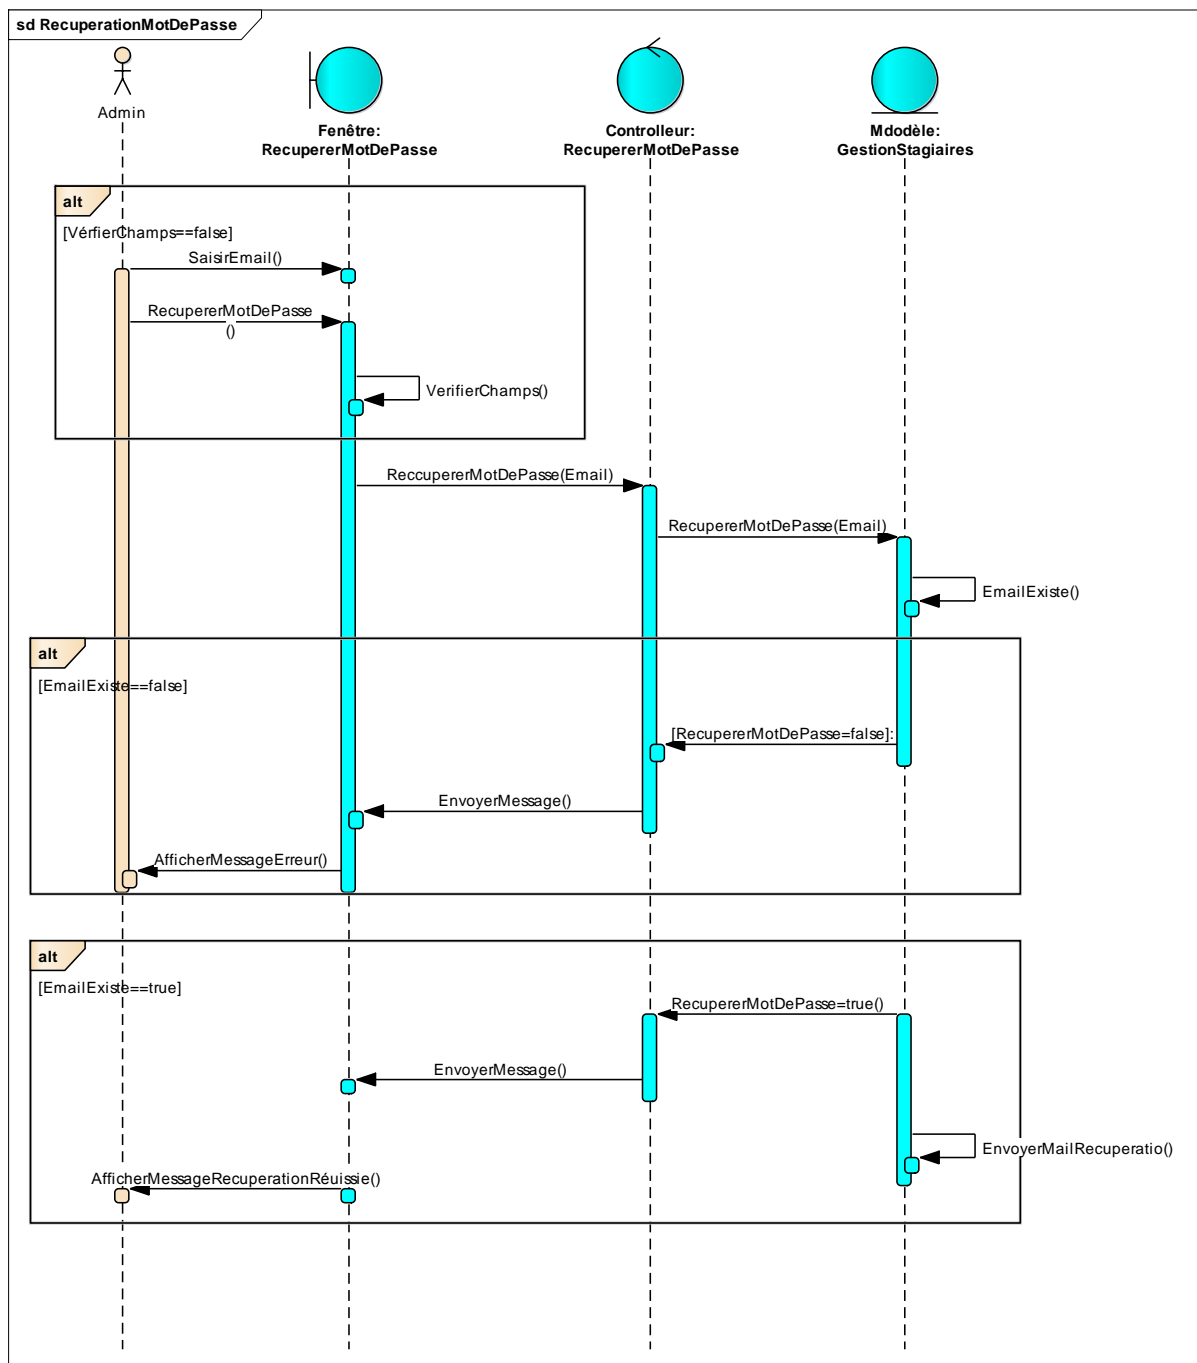 sd RecuperationMotDePasse
Admin
Fenêtre:
RecupererMotDePasse
Controlleur:
RecupererMotDePasse
Mdodèle:
GestionStagiaires
alt
[VérfierChamps==false]
SaisirEmail()
RecupererMotDePasse
()
VerifierChamps()
ReccupererMotDePasse(Email)
RecupererMotDePasse(Email)
EmailExiste()
alt
[EmailExiste==false]
[RecupererMotDePasse=false]:
EnvoyerMessage()
AfficherMessageErreur()
alt
[EmailExiste==true]
RecupererMotDePasse=true()
EnvoyerMessage()
EnvoyerMailRecuperatio()
AfficherMessageRecuperationRéuissie()